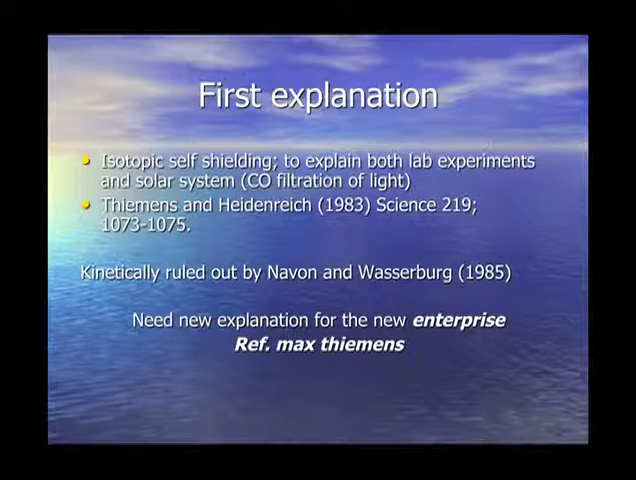 First explanation
Isotopic self shielding; to explain both lab experiments
and solar system (CO filtration of light)
Thiemens and Heidenreich (1983) Science 219;
1073-1075.
Kinetically ruled out by Navon and Wasserburg (1985)
Need new explanation for the new enterprise
Ref. max thiemens